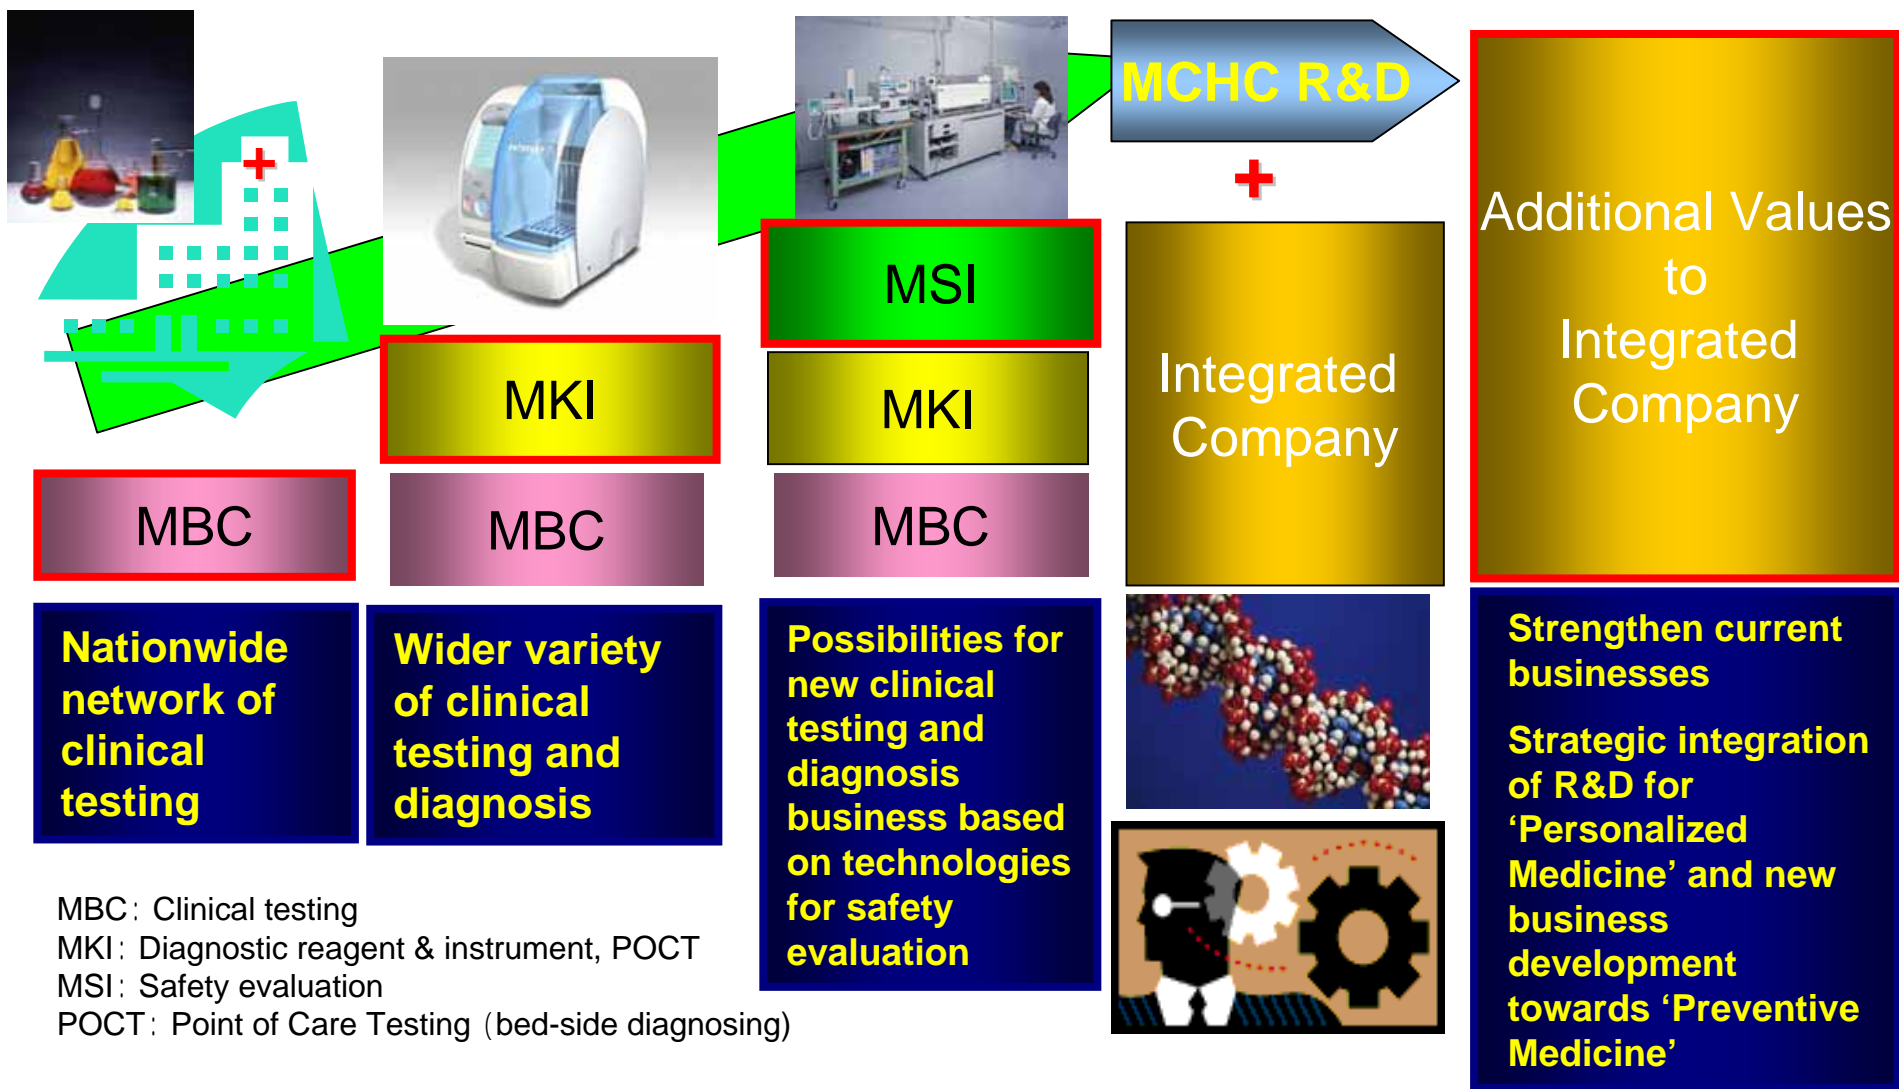 MCHC R&D
+
+
MSI
MKI
MKI
MBC
MBC
MBC
Integrated
Company
Additional Values
to
Integrated
Company
Nationwide
network of
clinical
testing
Wider variety
of clinical
testing and
diagnosis
Possibilities for
new clinical
testing and
diagnosis
business based
on technologies
for safety
evaluation
Strengthen current
businesses
Strategic integration
of R&D for
‘Personalized
Medicine’ and new
business
development
towards ‘Preventive
Medicine’
MBC: Clinical testing
MKI: Diagnostic reagent & instrument, POCT
MSI: Safety evaluation
POCT: Point of Care Testing (bed-side diagnosing)